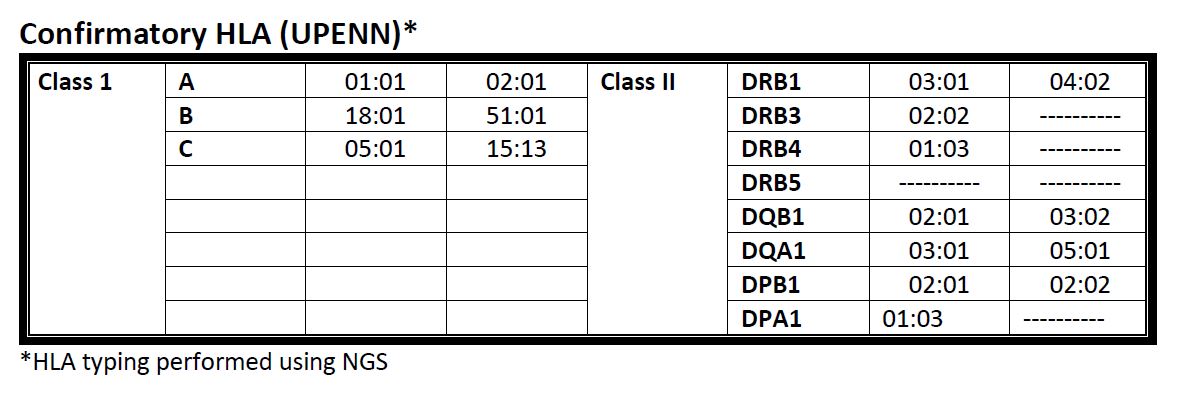 Confirmatory HLA (UPENN)*
Class 1 A 01:01 02:01 Class II DRB1 03:01 04:02
B 18:01 51:01 DRB3 02:02 ----------
C 05:01 15:13 DRB4 01:03 ----------
DRB5 ---------- ----------
DQB1 02:01 03:02
DQA1 03:01 05:01
DPB1 02:01 02:02
DPA1 01:03 ----------
*HLA typing performed using NGS